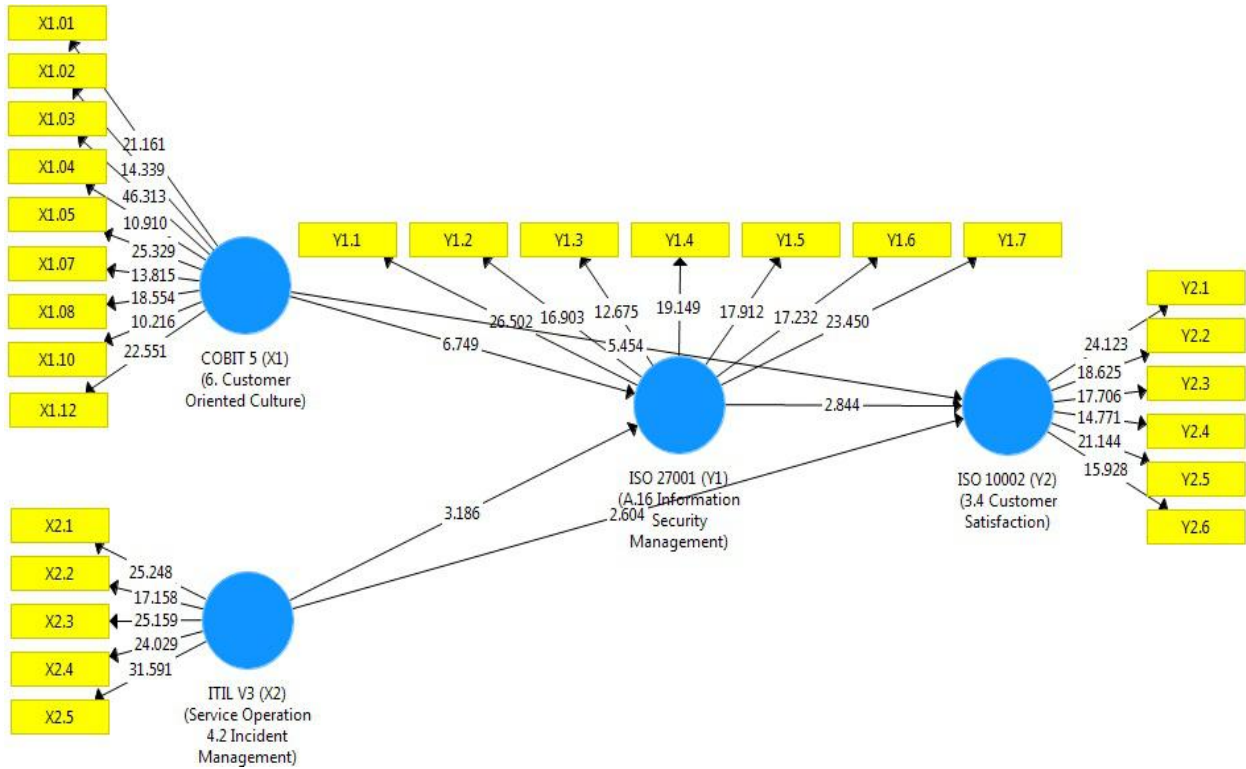 X1.01
X1.02
X1.03
X1.04
X1.05
X1.07
X1.08
X1.10
X1.12
21.161
14.339
46.313
10.910
25.329
13.815
18.554
10.216
22.551
COBIT 5 (X1)
(6. Customer
Oriented Culture)
Y1.1
Y1.2
Y1.3
Y1.4
Y1.5
Y1.6
Y1.7
26.502
16.903
12.675
19.149
17.912
17.232
23.450
6.749
5.454
2.844
3.186
2.604
ISO 27001 (Y1)
(A.16 Information
Security
Management)
Y2.1
Y2.2
Y2.3
Y2.4
Y2.5
Y2.6
24.123
18.625
17.706
14.771
21.144
15.928
ISO 10002 (Y2)
(3.4 Customer
Satisfaction)
X2.1
X2.2
X2.3
X2.4
X2.5
25.248
17.158
25.159
24.029
31.591
ITIL V3 (X2)
(Service Operation
4.2 Incident
Management)